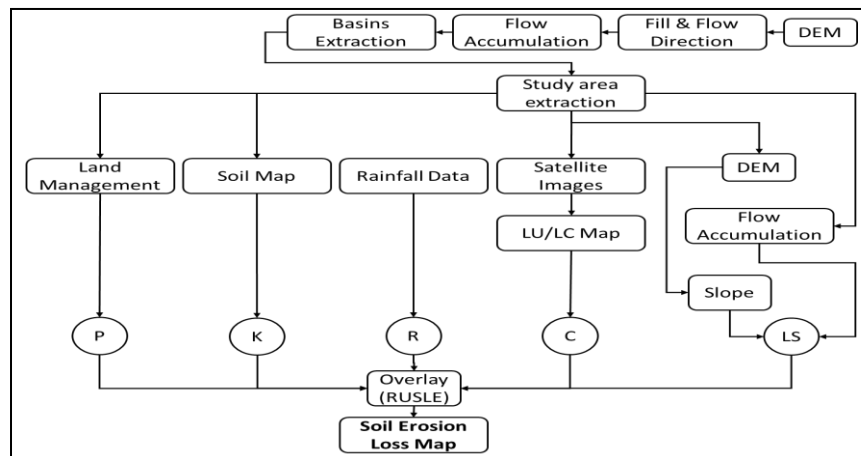 Basins
Extraction
Flow
Accumulation
Fill & Flow
Direction
DEM
Study area
extraction
Land
Management
Soil Map
Rainfall Data
Satellite
Images
DEM
LU/LC Map
Flow
Accumulation
Slope
P
K
R
C
LS
Overlay
(RUSLE)
Soil Erosion
Loss Map